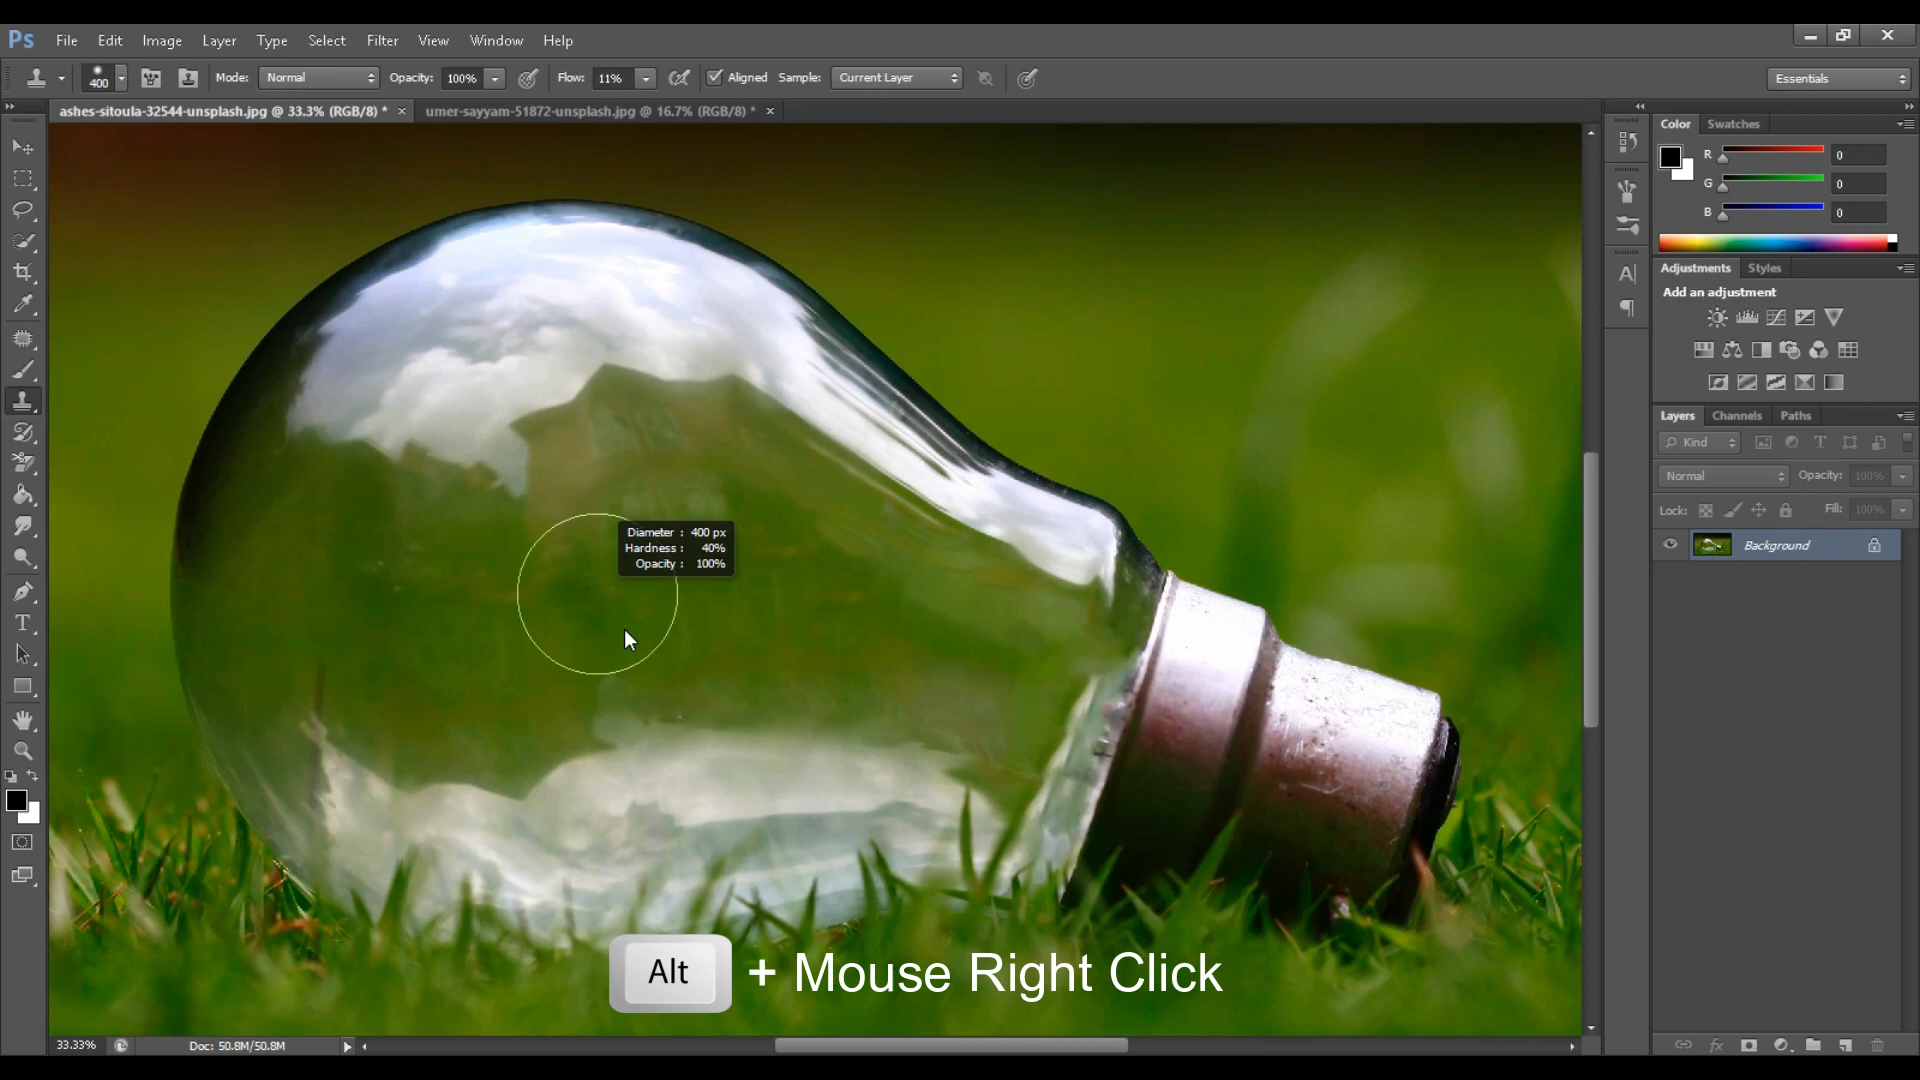 Ps File Edit Image Layer Type Select Filter View Window Help
400 Mode: Normal Opacity: 100% Flow: 11% Aligned Sample: Current Layer Essentials
ashes-sitoula-32544-unsplash.jpg @ 33.3% (RGB/8) * × umer-sayyam-51872-unsplash.jpg @ 16.7% (RGB/8) * ×
Color Swatches
R 0
G 0
B 0
Adjustments Styles
Add an adjustment
Layers Channels Paths
Kind
Normal Opacity: 100%
Lock: Fill: 100%
Background
Diameter : 400 px
Hardness : 40%
Opacity : 100%
Alt + Mouse Right Click
33.33% Doc: 50.8M/50.8M